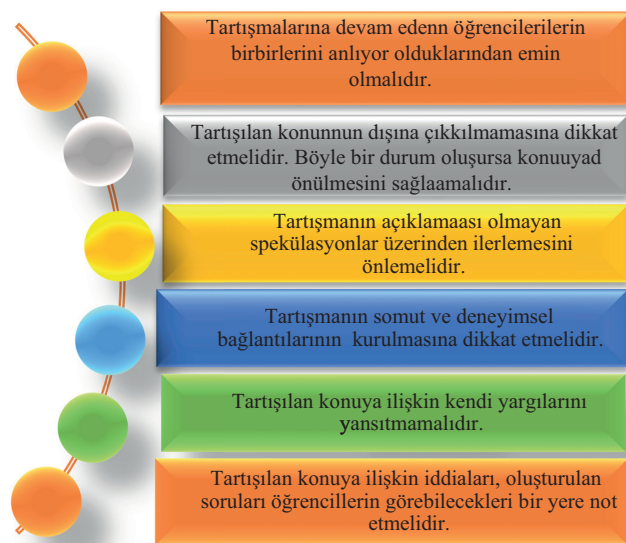 Tartışmalarına devam edenn öğrencilerilerin
birbirlerini anlıyor olduklarından emin
olmalıdır.
Tartışılan konunnun dışına çıkkılmamasına dikkat
etmelidir. Böyle bir durum oluşursa konuuyad
önülmesini sağlaamalıdır.
Tartışmanın açıklamaası olmayan
spekülasyonlar üzerinden ilerlemesini
önlemelidir.
Tartışmanın somut ve deneyimsel
bağlantılarının kurulmasına dikkat etmelidir.
Tartışılan konuya ilişkin kendi yargılarını
yansıtmamalıdır.
Tartışılan konuya ilişkin iddiaları, oluşturulan
soruları öğrencillerin görebilecekleri bir yere not
etmelidir.